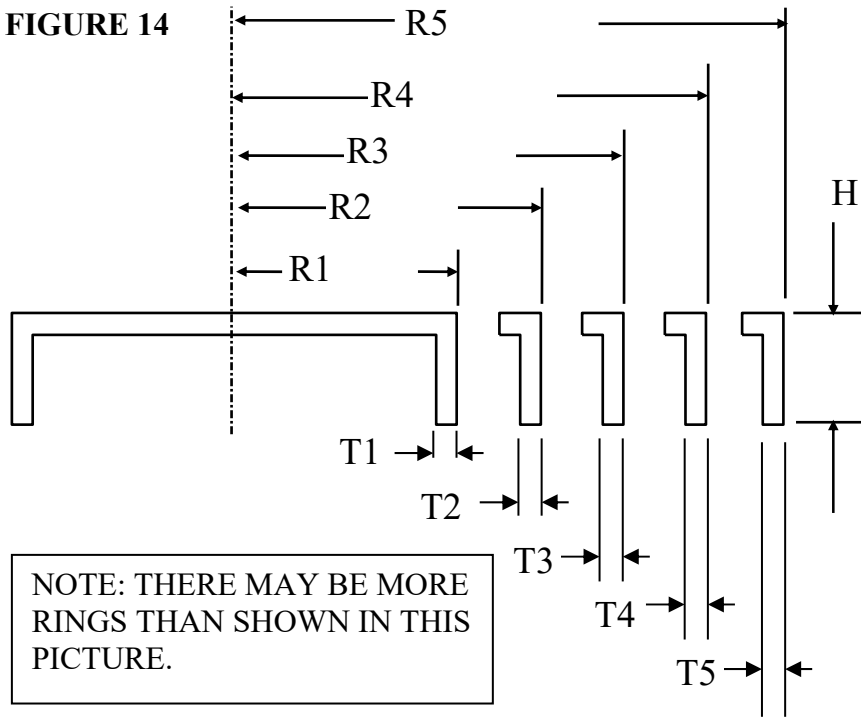 FIGURE 14
R5
R4
R3
R2
H
R1
T1
T2
T3
T4
T5
NOTE: THERE MAY BE MORE
RINGS THAN SHOWN IN THIS
PICTURE.